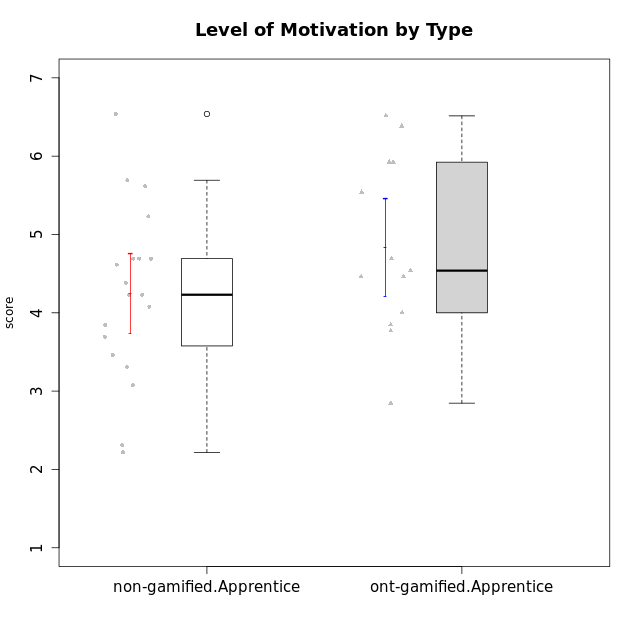 Level of Motivation by Type
7
6
5
4
3
2
1
score
non-gamified.Apprentice
ont-gamified.Apprentice